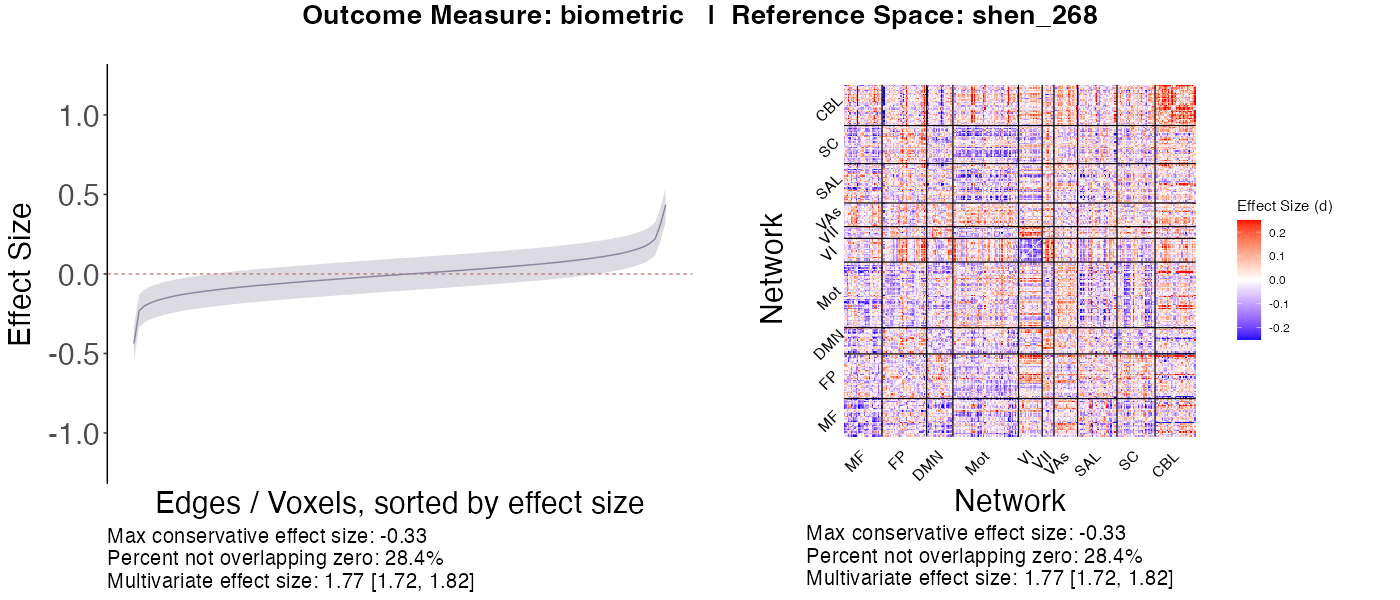 Outcome Measure: biometric | Reference Space: shen_268
Effect Size
1.0
0.5
0.0
-0.5
-1.0
Edges / Voxels, sorted by effect size
Max conservative effect size: -0.33
Percent not overlapping zero: 28.4%
Multivariate effect size: 1.77 [1.72, 1.82]
Network
CBL
SC
SAL
VAs
VII
VI
Mot
DMN
FP
MF
MF
FP
DMN
Mot
VI
VII
VAs
SAL
SC
CBL
Network
Max conservative effect size: -0.33
Percent not overlapping zero: 28.4%
Multivariate effect size: 1.77 [1.72, 1.82]
Effect Size (d)
0.2
0.1
0.0
-0.1
-0.2